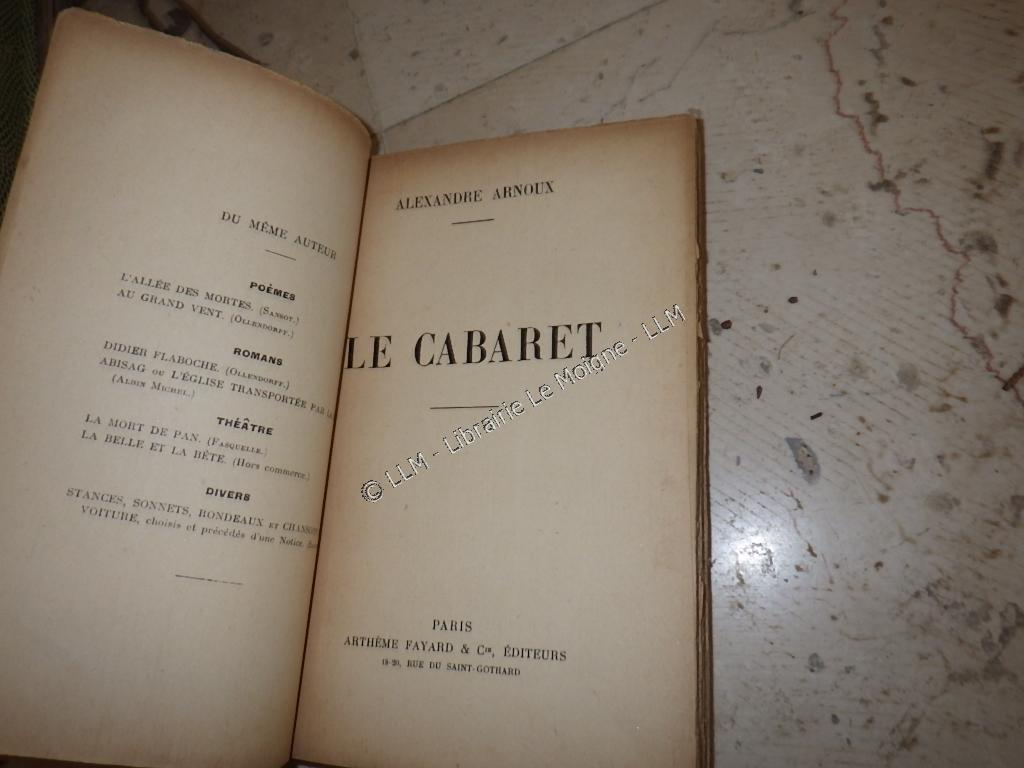 DU MÊME AUTEUR
POÈMES
L'ALLÉE DES MORTES. (SANSOT.)
AU GRAND VENT. (OLLENDORFF.)
ROMANS
DIDIER FLABOCHE. (OLLENDORFF.)
ABISAG OU L'ÉGLISE TRANSPORTÉE PAR
(ALBIN MICHEL.)
THÉÂTRE
LA MORT DE PAN. (FASQUELLE.)
LA BELLE ET LA BÊTE. (Hors commerce.)
DIVERS
STANCES, SONNETS, RONDEAUX ET
VOITURE, choisis et précédés d'une Notice.
ALEXANDRE ARNOUX
LE CABARET
© LLM - Librairie Le Moîgne - LLM
PARIS
ARTHÈME FAYARD & Cie, ÉDITEURS
18-20, RUE DU SAINT-GOTHARD